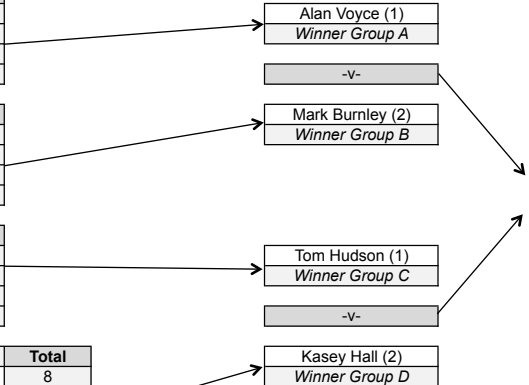 Alan Voyce (1)
Winner Group A
-v-
Mark Burnley (2)
Winner Group B
Tom Hudson (1)
Winner Group C
-v-
Total
8
Kasey Hall (2)
Winner Group D